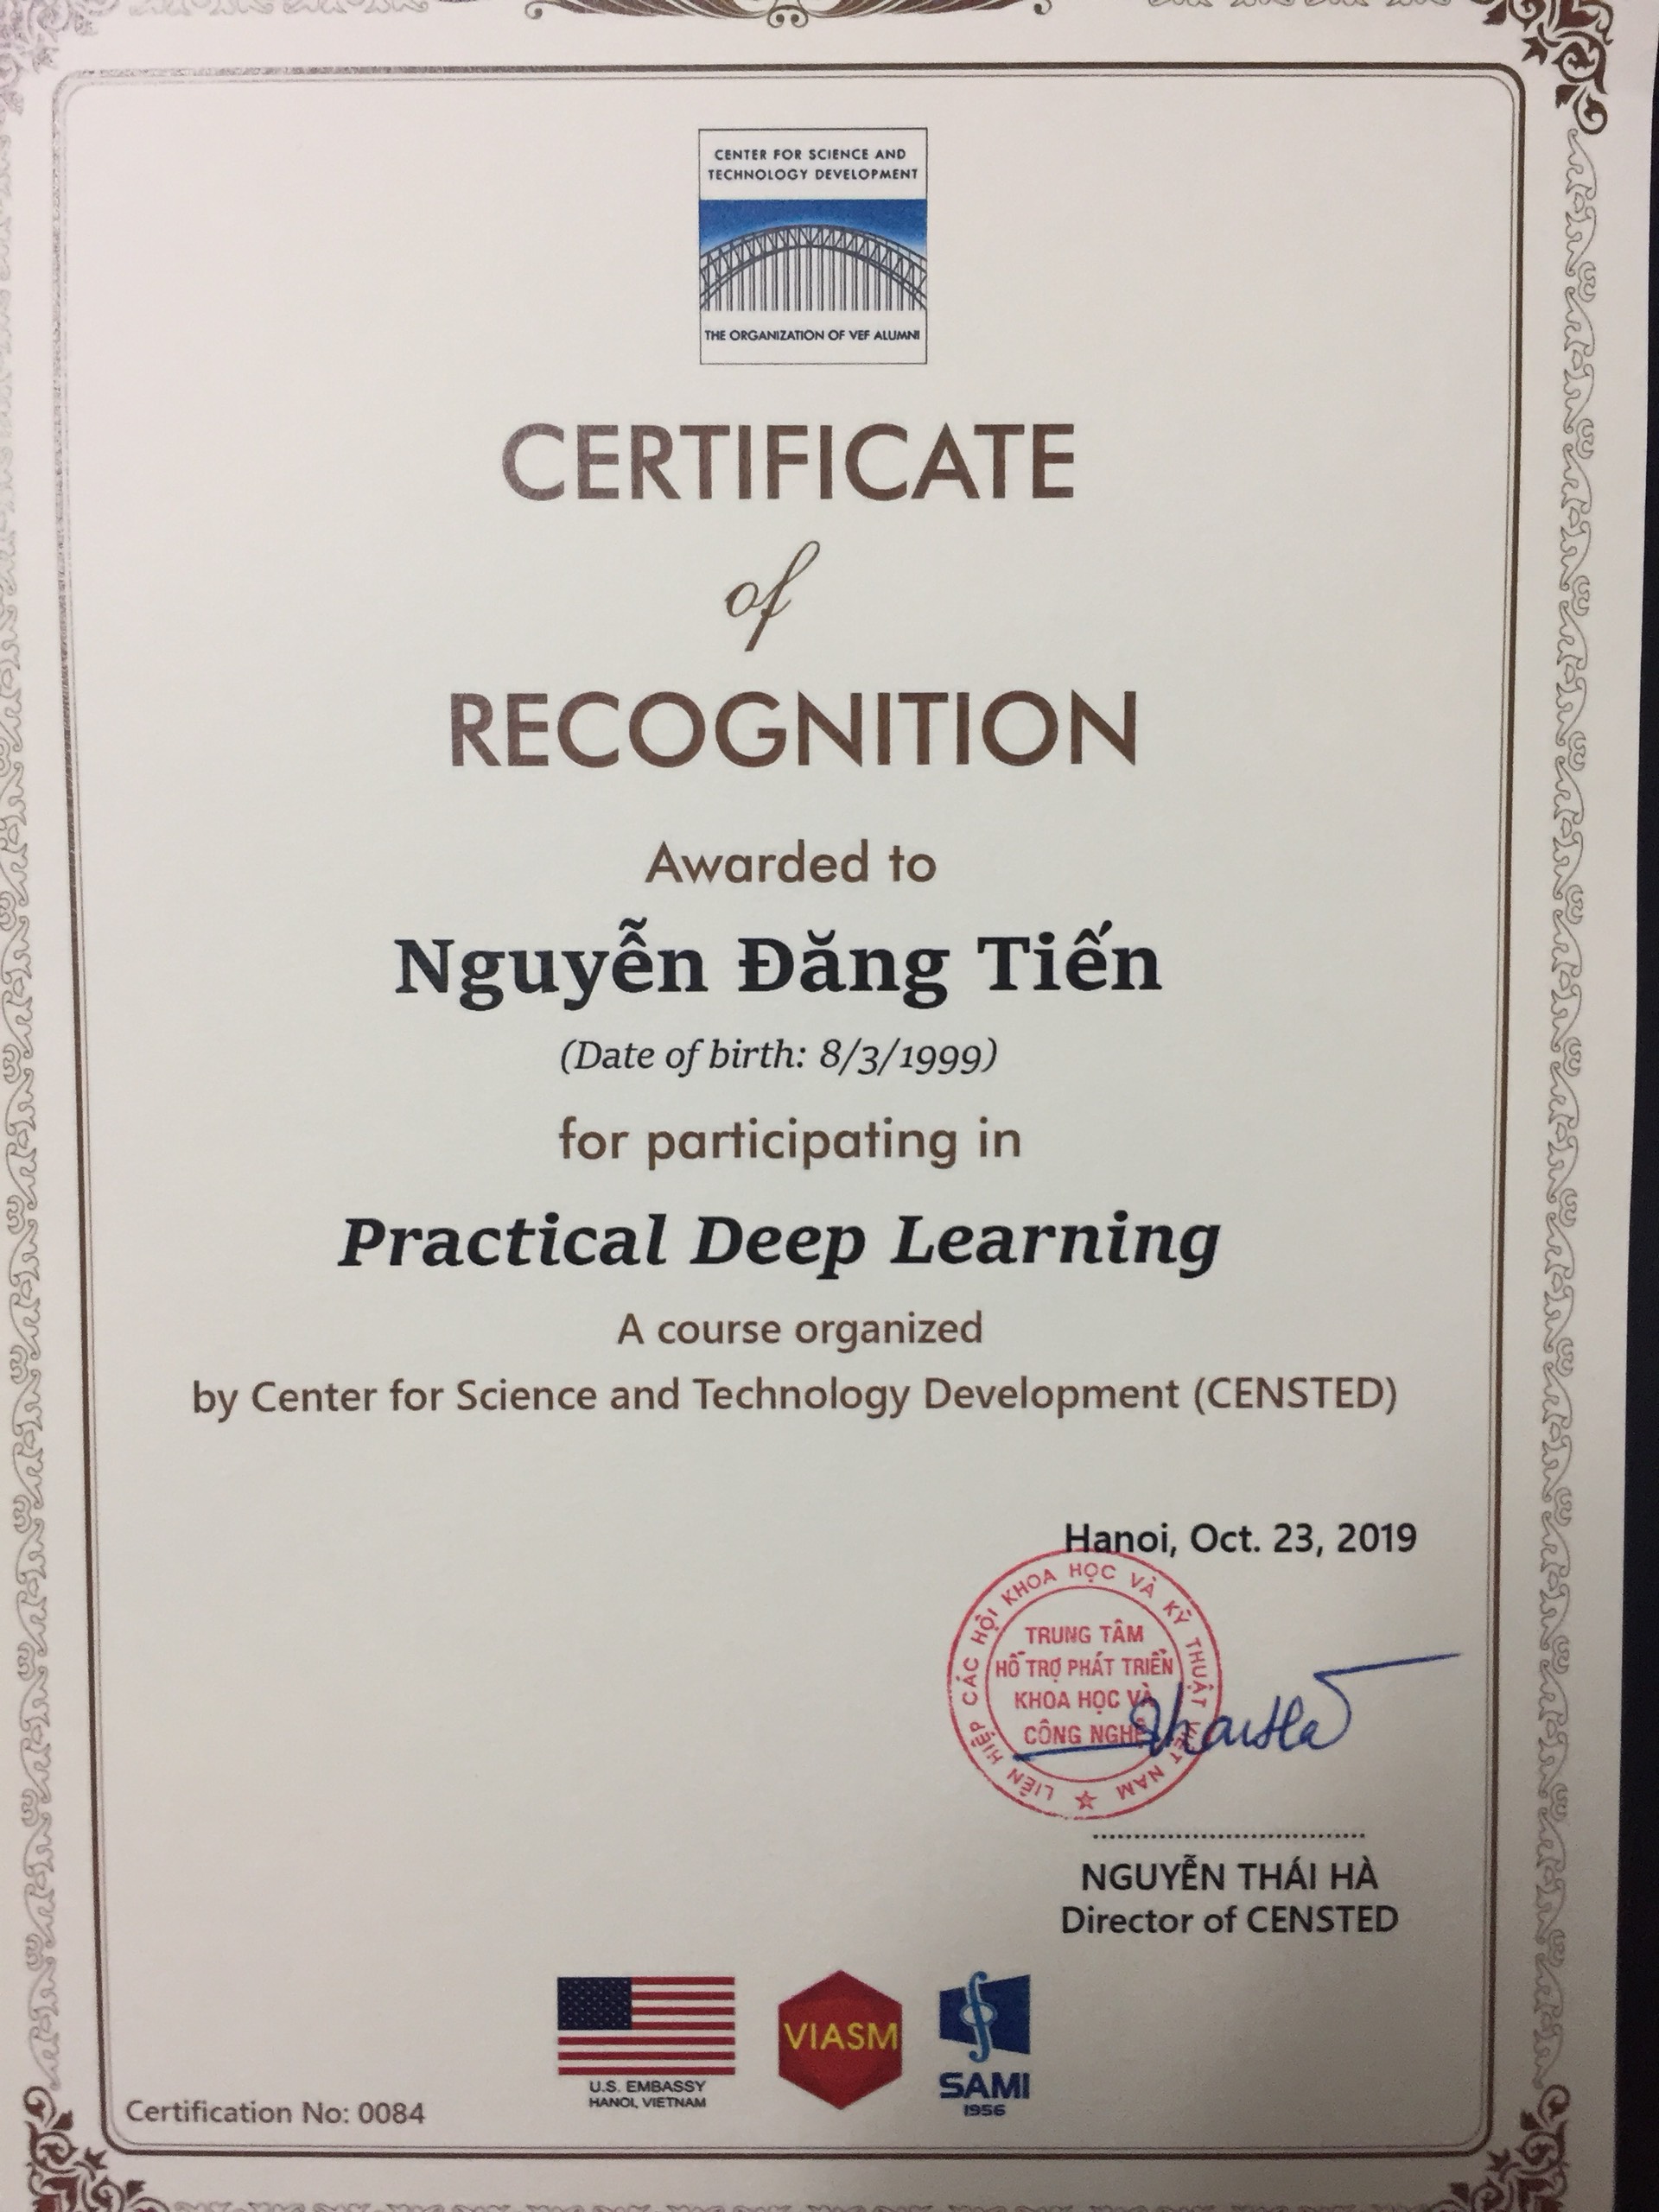 CENTER FOR SCIENCE AND
TECHNOLOGY DEVELOPMENT
THE ORGANIZATION OF VEF ALUMNI
CERTIFICATE
of
RECOGNITION
Awarded to
Nguyễn Đăng Tiến
(Date of birth: 8/3/1999)
for participating in
Practical Deep Learning
A course organized
by Center for Science and Technology Development (CENSTED)
Hanoi, Oct. 23, 2019
LIÊN HIỆP CÁC HỘI KHOA HỌC VÀ KỸ THUẬT VIỆT NAM
TRUNG TÂM
HỖ TRỢ PHÁT TRIỂN
KHOA HỌC VÀ
CÔNG NGHỆ
ThaiHa
NGUYỄN THÁI HÀ
Director of CENSTED
U.S. EMBASSY
HANOI, VIETNAM
VIASM
SAMI
1956
Certification No: 0084